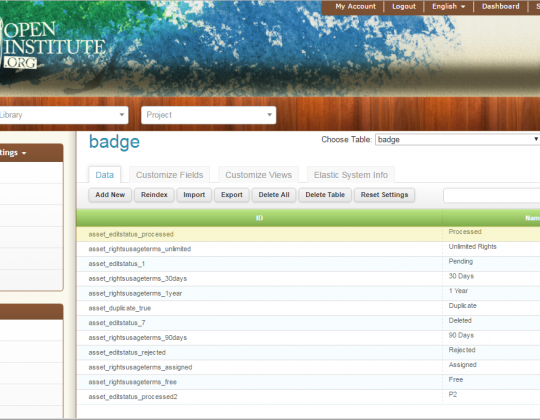 My Account Logout English Dashboard S
OPEN
INSTITUTE
.ORG
Library Project
badge Choose Table: badge
tings
Data Customize Fields Customize Views Elastic System Info
Add New Reindex Import Export Delete All Delete Table Reset Settings
ID Nam
asset_editstatus_processed Processed
asset_rightsusageterms_unlimited Unlimited Rights
asset_editstatus_1 Pending
asset_rightsusageterms_30days 30 Days
asset_rightsusageterms_1year 1 Year
asset_duplicate_true Duplicate
asset_editstatus_7 Deleted
asset_rightsusageterms_90days 90 Days
asset_editstatus_rejected Rejected
asset_rightsusageterms_assigned Assigned
asset_rightsusageterms_free Free
asset_editstatus_processed2 P2